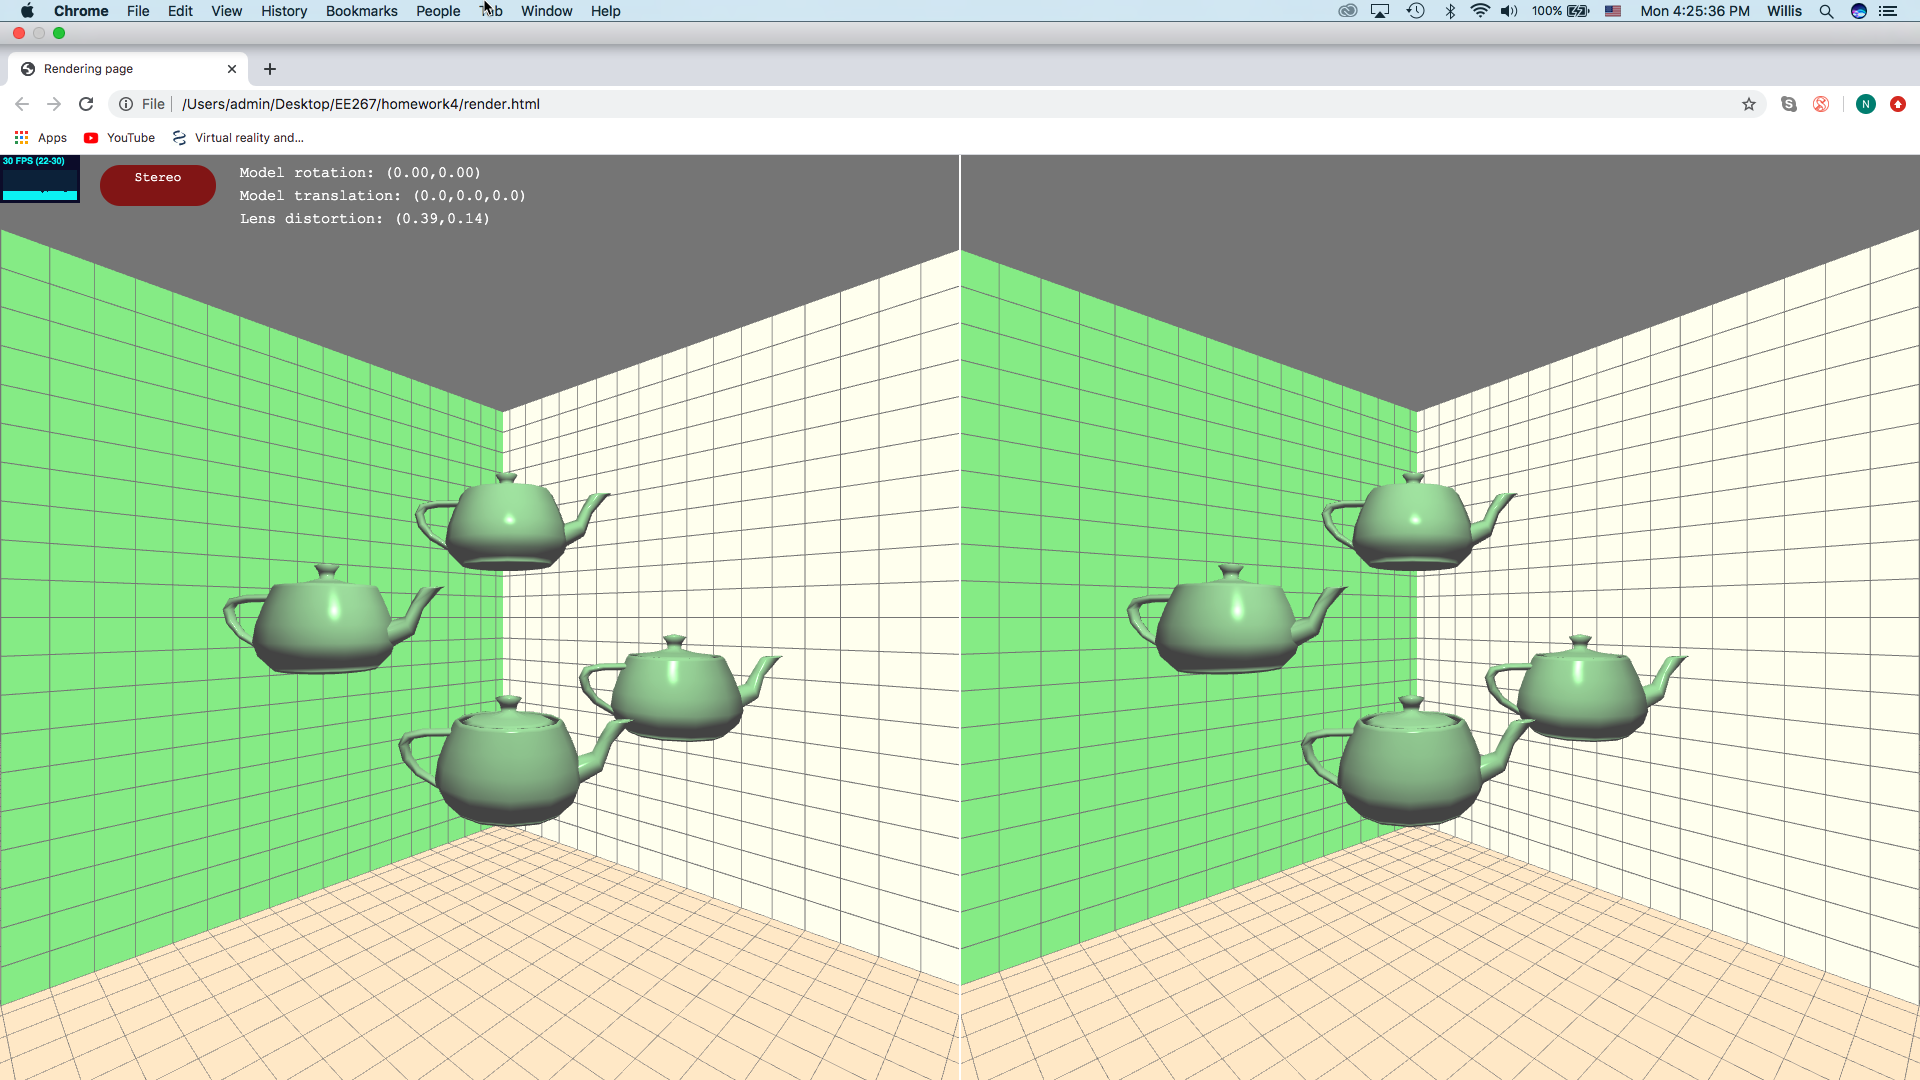 Chrome File Edit View History Bookmarks People Window Help 100% Mon 4:25:36 PM Willis
Rendering page
File /Users/admin/Desktop/EE267/homework4/render.html N
Apps YouTube Virtual reality and...
30 FPS (22-30)
Stereo
Model rotation: (0.00,0.00)
Model translation: (0.0,0.0,0.0)
Lens distortion: (0.39,0.14)